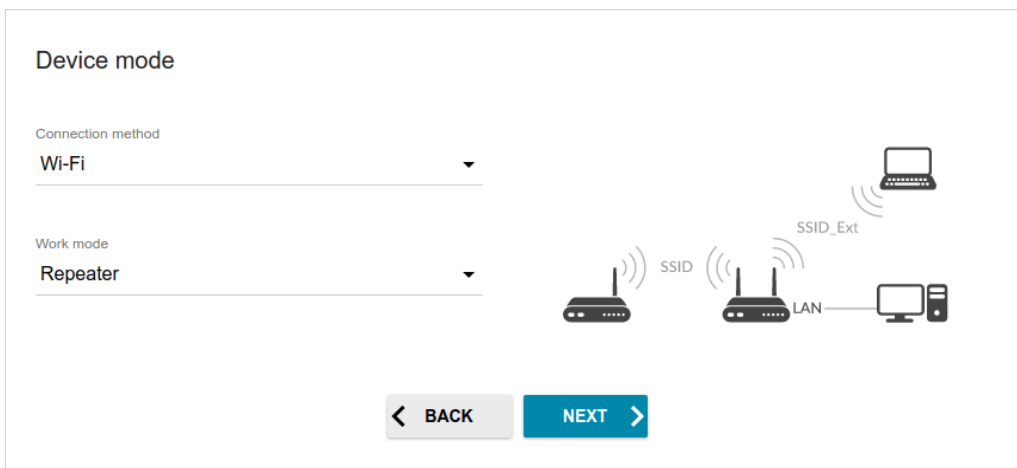 Device mode
Connection method
Wi-Fi
Work mode
Repeater
SSID_Ext
SSID
LAN
BACK
NEXT